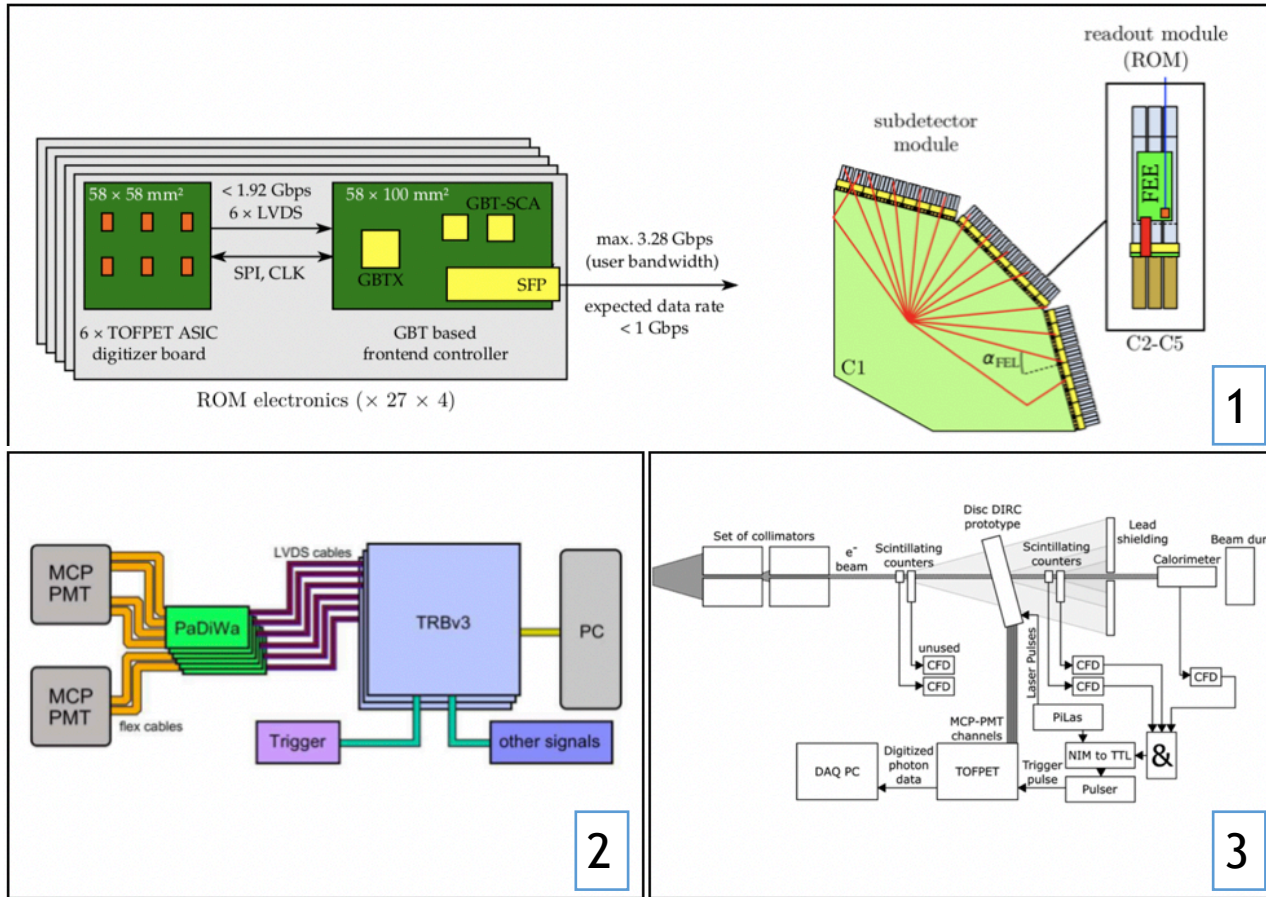 readout module
(ROM)
subdetector
module
58 × 58 mm²
< 1.92 Gbps
6 × LVDS
58 × 100 mm²
GBT-SCA
FEE
max. 3.28 Gbps
(user bandwidth)
GBTX
SPI, CLK
SFP
expected data rate
< 1 Gbps
6 × TOFPET ASIC
digitizer board
GBT based
frontend controller
C1
α FEL
C2-C5
ROM electronics (× 27 × 4)
1
MCP
PMT
LVDS cables
PaDiWa
TRBv3
PC
MCP
PMT
flex cables
Trigger
other signals
2
Disc DIRC
prototype
Set of collimators
e⁻
beam
Scintillating
counters
Scintillating
counters
Lead
shielding
Calorimeter
Beam dum
unused
CFD
CFD
Laser Pulses
CFD
CFD
CFD
MCP-PMT
channels
PiLas
NIM to TTL
&
DAQ PC
Digitized
photon
data
TOFPET
Trigger
pulse
Pulser
3